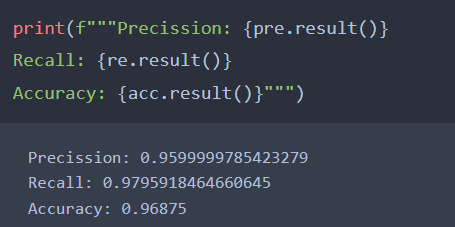 print(f"""Precission: {pre.result()}
Recall: {re.result()}
Accuracy: {acc.result()}""")
Precission: 0.9599999785423279
Recall: 0.9795918464660645
Accuracy: 0.96875